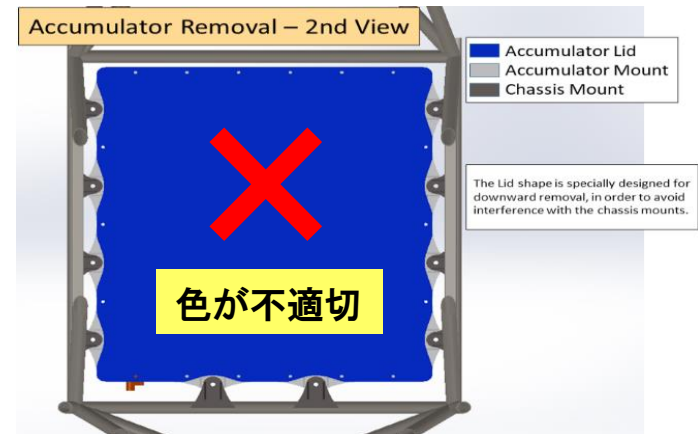 Accumulator Removal – 2nd View
Accumulator Lid
Accumulator Mount
Chassis Mount
The Lid shape is specially designed for
downward removal, in order to avoid
interference with the chassis mounts.
色が不適切